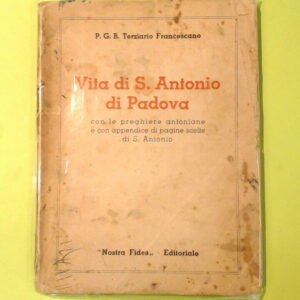 P. G. B. Terziario Francescano
Vita di S. Antonio
di Padova
con le preghiere antoniane
e con appendice di pagine scelte
di S. Antonio
"Nostra Fides„ - Editoriale